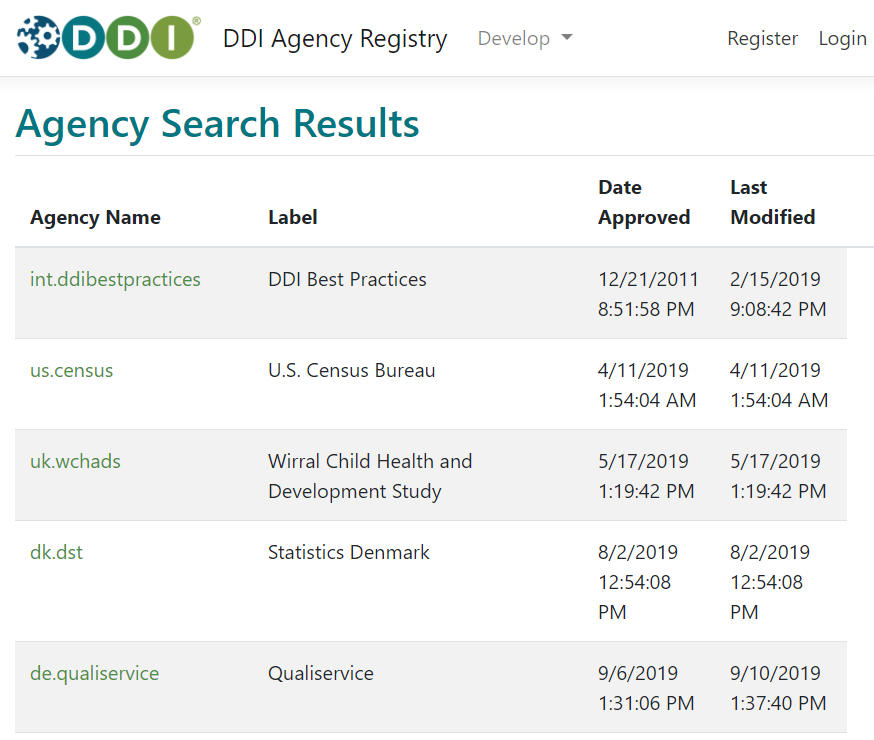 DDI®
DDI Agency Registry
Develop
Register
Login
Agency Search Results
Agency Name
Label
Date
Approved
Last
Modified
int.ddibestpractices
DDI Best Practices
12/21/2011
8:51:58 PM
2/15/2019
9:08:42 PM
us.census
U.S. Census Bureau
4/11/2019
1:54:04 AM
4/11/2019
1:54:04 AM
uk.wchads
Wirral Child Health and
Development Study
5/17/2019
1:19:42 PM
5/17/2019
1:19:42 PM
dk.dst
Statistics Denmark
8/2/2019
12:54:08
PM
8/2/2019
12:54:08
PM
de.qualiservice
Qualiservice
9/6/2019
1:31:06 PM
9/10/2019
1:37:40 PM